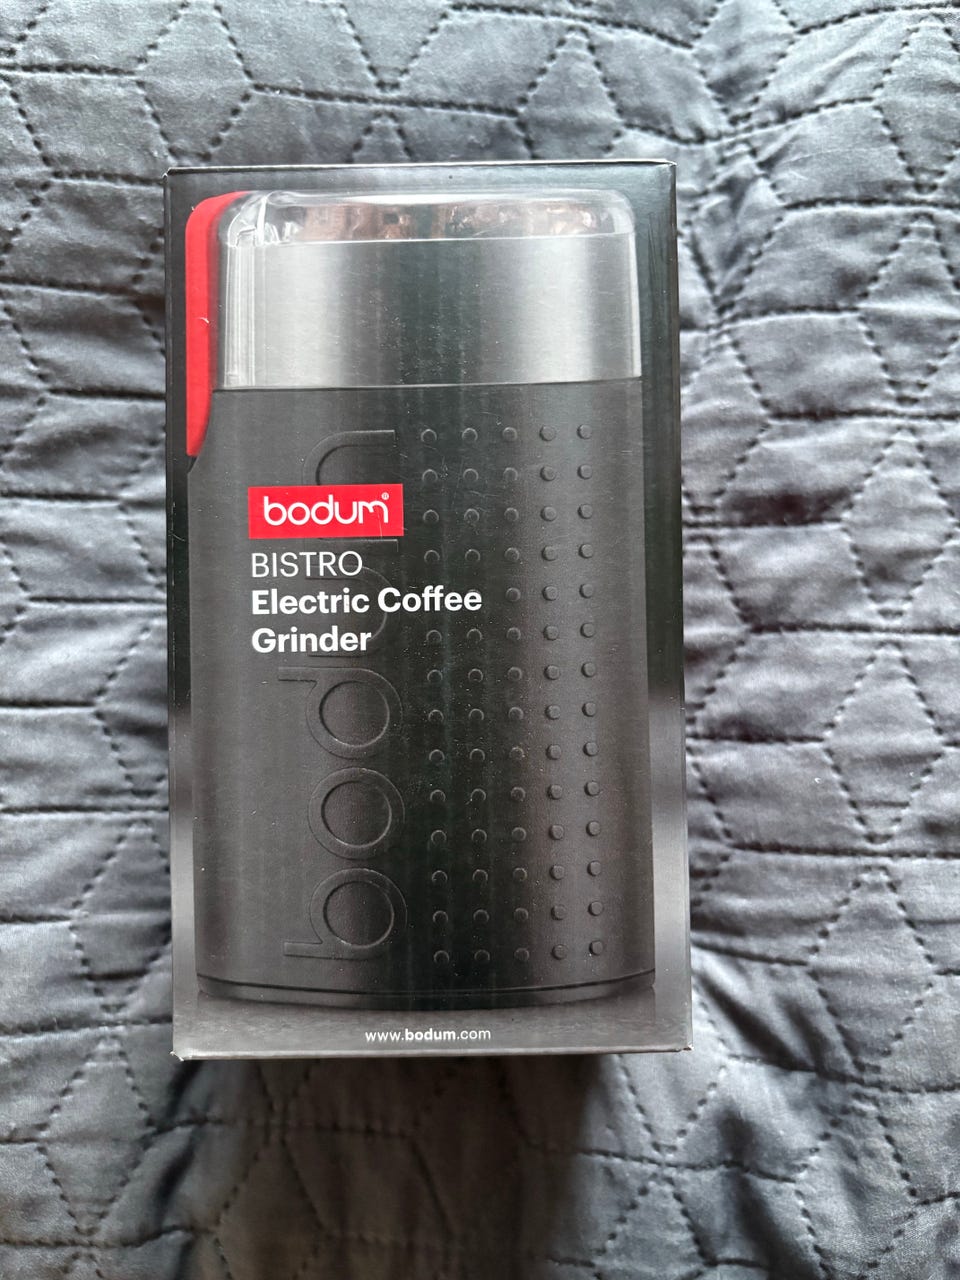 bodum®
BISTRO
Electric Coffee
Grinder
bodum
www.bodum.com